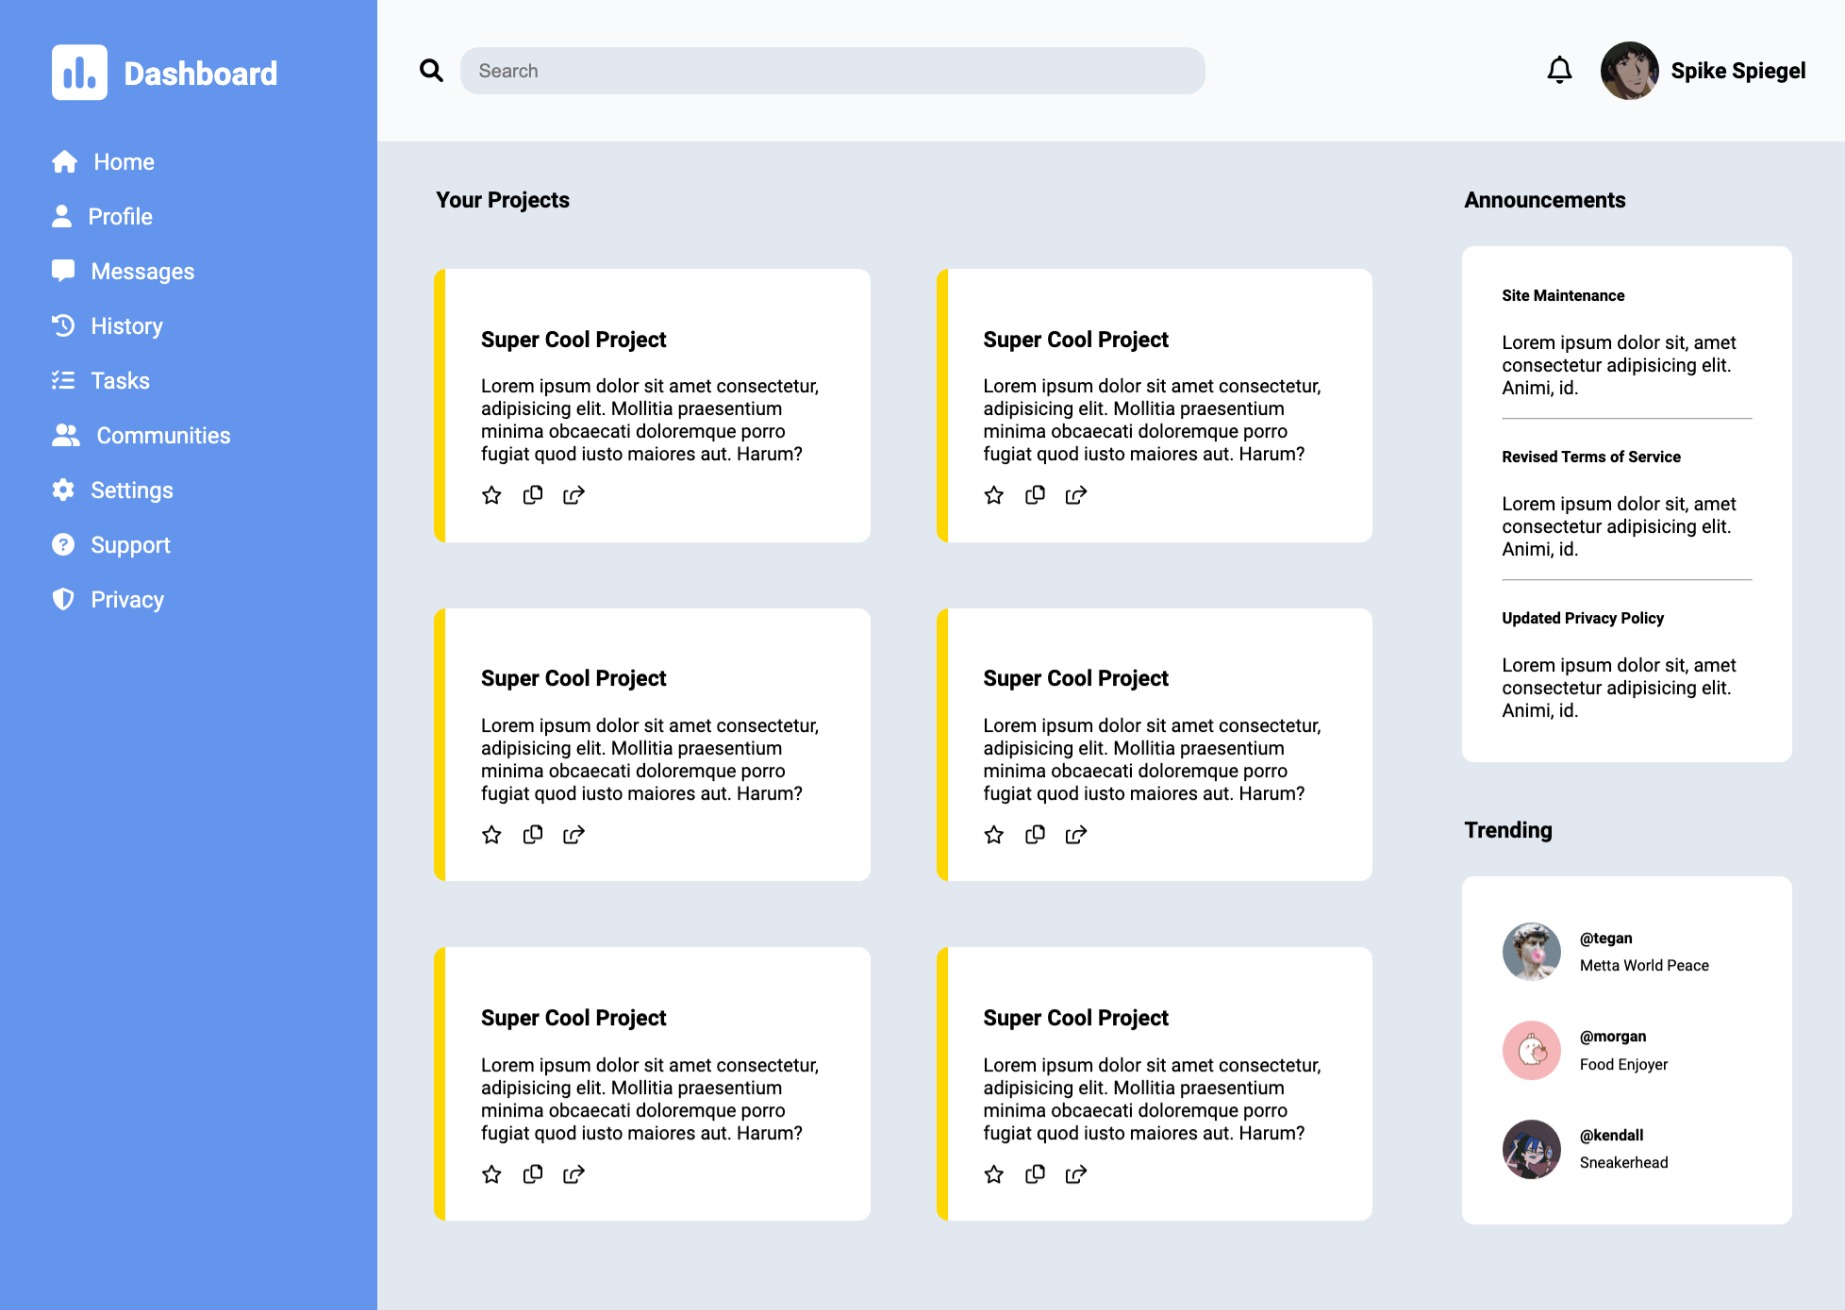 Dashboard
Home
Profile
Messages
History
Tasks
Communities
Settings
Support
Privacy
Search
Spike Spiegel
Your Projects
Super Cool Project
Lorem ipsum dolor sit amet consectetur,
adipisicing elit. Mollitia praesentium
minima obcaecati doloremque porro
fugiat quod iusto maiores aut. Harum?
Super Cool Project
Lorem ipsum dolor sit amet consectetur,
adipisicing elit. Mollitia praesentium
minima obcaecati doloremque porro
fugiat quod iusto maiores aut. Harum?
Super Cool Project
Lorem ipsum dolor sit amet consectetur,
adipisicing elit. Mollitia praesentium
minima obcaecati doloremque porro
fugiat quod iusto maiores aut. Harum?
Super Cool Project
Lorem ipsum dolor sit amet consectetur,
adipisicing elit. Mollitia praesentium
minima obcaecati doloremque porro
fugiat quod iusto maiores aut. Harum?
Super Cool Project
Lorem ipsum dolor sit amet consectetur,
adipisicing elit. Mollitia praesentium
minima obcaecati doloremque porro
fugiat quod iusto maiores aut. Harum?
Super Cool Project
Lorem ipsum dolor sit amet consectetur,
adipisicing elit. Mollitia praesentium
minima obcaecati doloremque porro
fugiat quod iusto maiores aut. Harum?
Announcements
Site Maintenance
Lorem ipsum dolor sit, amet
consectetur adipisicing elit.
Animi, id.
Revised Terms of Service
Lorem ipsum dolor sit, amet
consectetur adipisicing elit.
Animi, id.
Updated Privacy Policy
Lorem ipsum dolor sit, amet
consectetur adipisicing elit.
Animi, id.
Trending
@tegan
Metta World Peace
@morgan
Food Enjoyer
@kendall
Sneakerhead